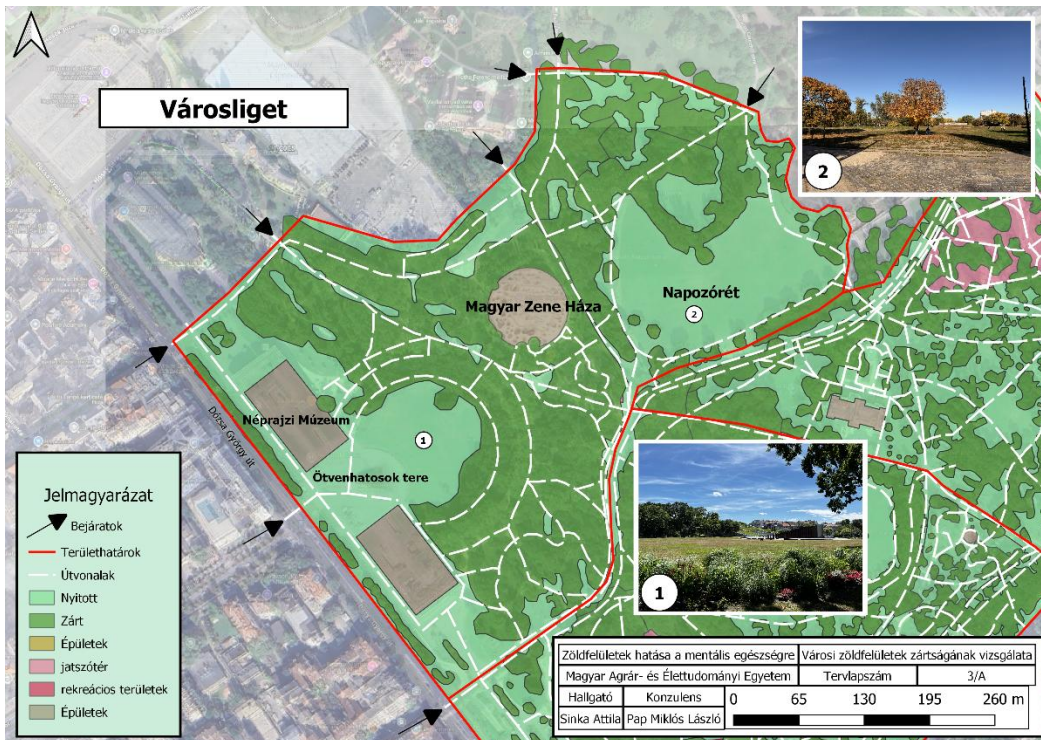 Városliget
2
Magyar Zene Háza
Napozórét
2
Néprajzi Múzeum
1
Dózsa György út
Ötvenhatosok tere
1
Jelmagyarázat
Bejáratok
Területhatárok
Útvonalak
Nyitott
Zárt
Épületek
jatszótér
rekreációs területek
Épületek
Zöldfelületek hatása a mentális egészségre Városi zöldfelületek zártságának vizsgálata
Magyar Agrár- és Élettudományi Egyetem Tervlapszám 3/A
Hallgató Konzulens 0 65 130 195 260 m
Sinka Attila Pap Miklós László